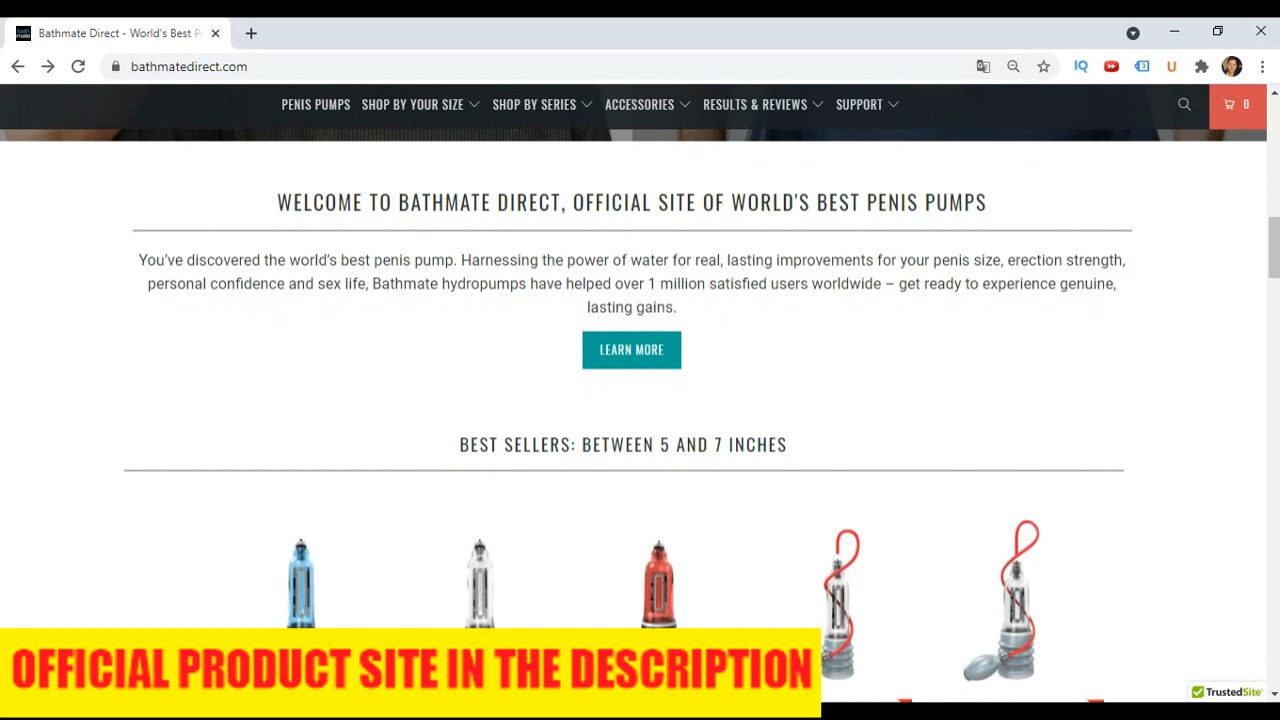 Bathmate Direct - World's Best P
bathmatedirect.com
IQ
U
PENIS PUMPS SHOP BY YOUR SIZE SHOP BY SERIES ACCESSORIES RESULTS & REVIEWS SUPPORT
0
WELCOME TO BATHMATE DIRECT, OFFICIAL SITE OF WORLD'S BEST PENIS PUMPS
You've discovered the world's best penis pump. Harnessing the power of water for real, lasting improvements for your penis size, erection strength,
personal confidence and sex life, Bathmate hydropumps have helped over 1 million satisfied users worldwide – get ready to experience genuine,
lasting gains.
LEARN MORE
BEST SELLERS: BETWEEN 5 AND 7 INCHES
OFFICIAL PRODUCT SITE IN THE DESCRIPTION
TrustedSite